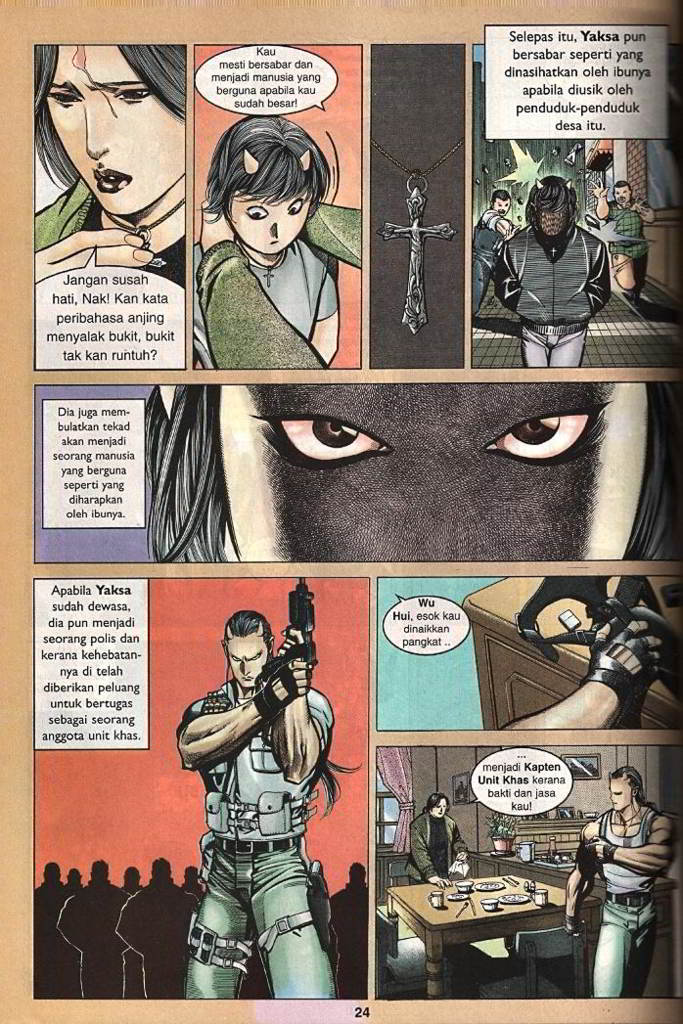 Jangan susah
hati, Nak! Kan kata
peribahasa anjing
menyalak bukit, bukit
tak kan runtuh?
Kau
mesti bersabar dan
menjadi manusia yang
berguna apabila kau
sudah besar!
Selepas itu, Yaksa pun
bersabar seperti yang
dinasihatkan oleh ibunya
apabila diusik oleh
penduduk-penduduk
desa itu.
Dia juga mem-
bulatkan tekad
akan menjadi
seorang manusia
yang berguna
seperti yang
diharapkan
oleh ibunya.
Apabila Yaksa
sudah dewasa,
dia pun menjadi
seorang polis dan
kerana kehebatan-
nya di telah
diberikan peluang
untuk bertugas
sebagai seorang
anggota unit khas.
Wu
Hui, esok kau
dinaikkan
pangkat ..
...
menjadi Kapten
Unit Khas kerana
bakti dan jasa
kau!
24